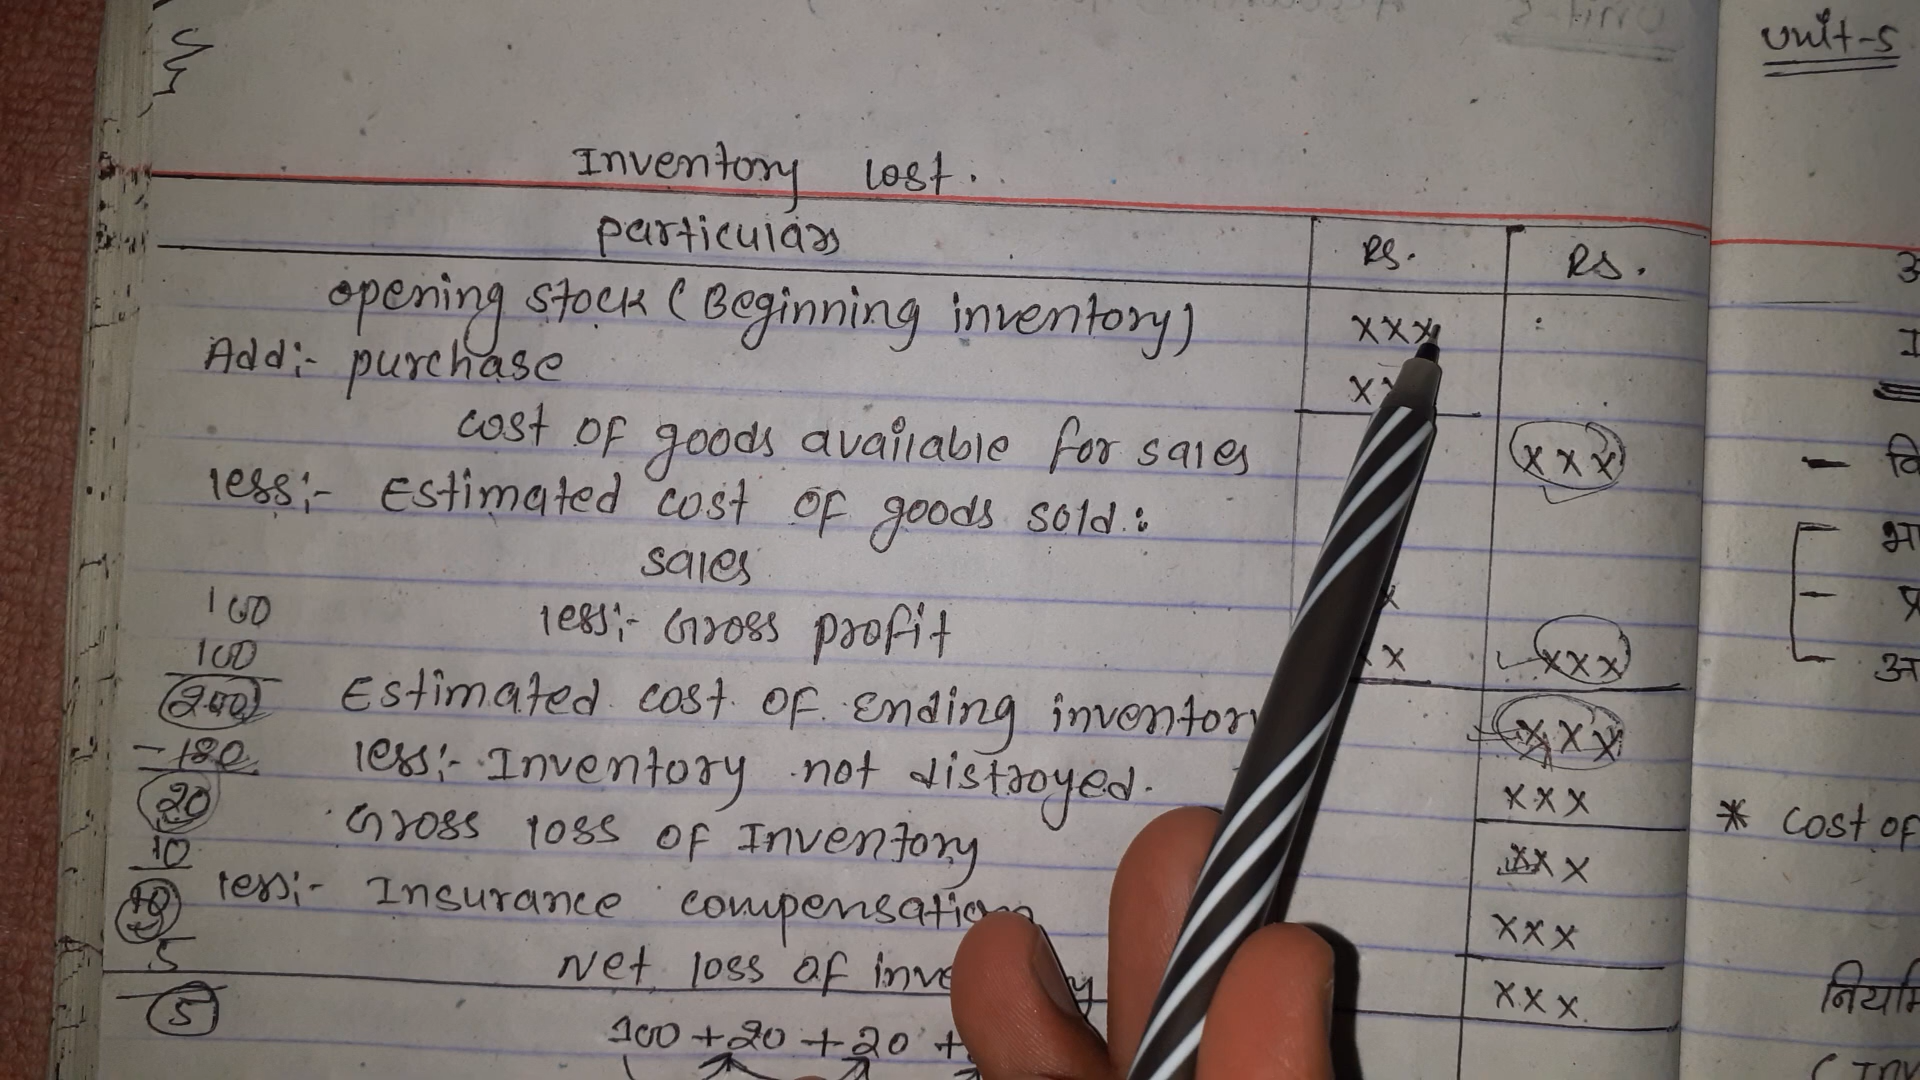 unit-5
Inventory lost.
particulars RS. RS.
opening stock (Beginning inventory) xxx
Add:- purchase
cost of goods available for sales xxx
less:- Estimated cost of goods sold:
sales
less:- Gross profit xxx
Estimated cost of Ending inventory xxx
less:- Inventory not distroyed. xxx
Gross loss of Inventory xxx
less:- Insurance compensation xxx
Net loss of xxx
100
100
200
-180
20
10
5
5
100 + 20 + 20 +
* cost of